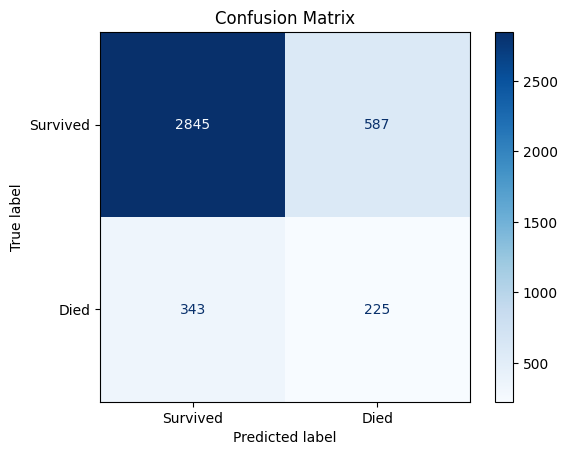 Confusion Matrix
Survived
2845
587
Died
343
225
Survived
Died
Predicted label
True label
2500
2000
1500
1000
500